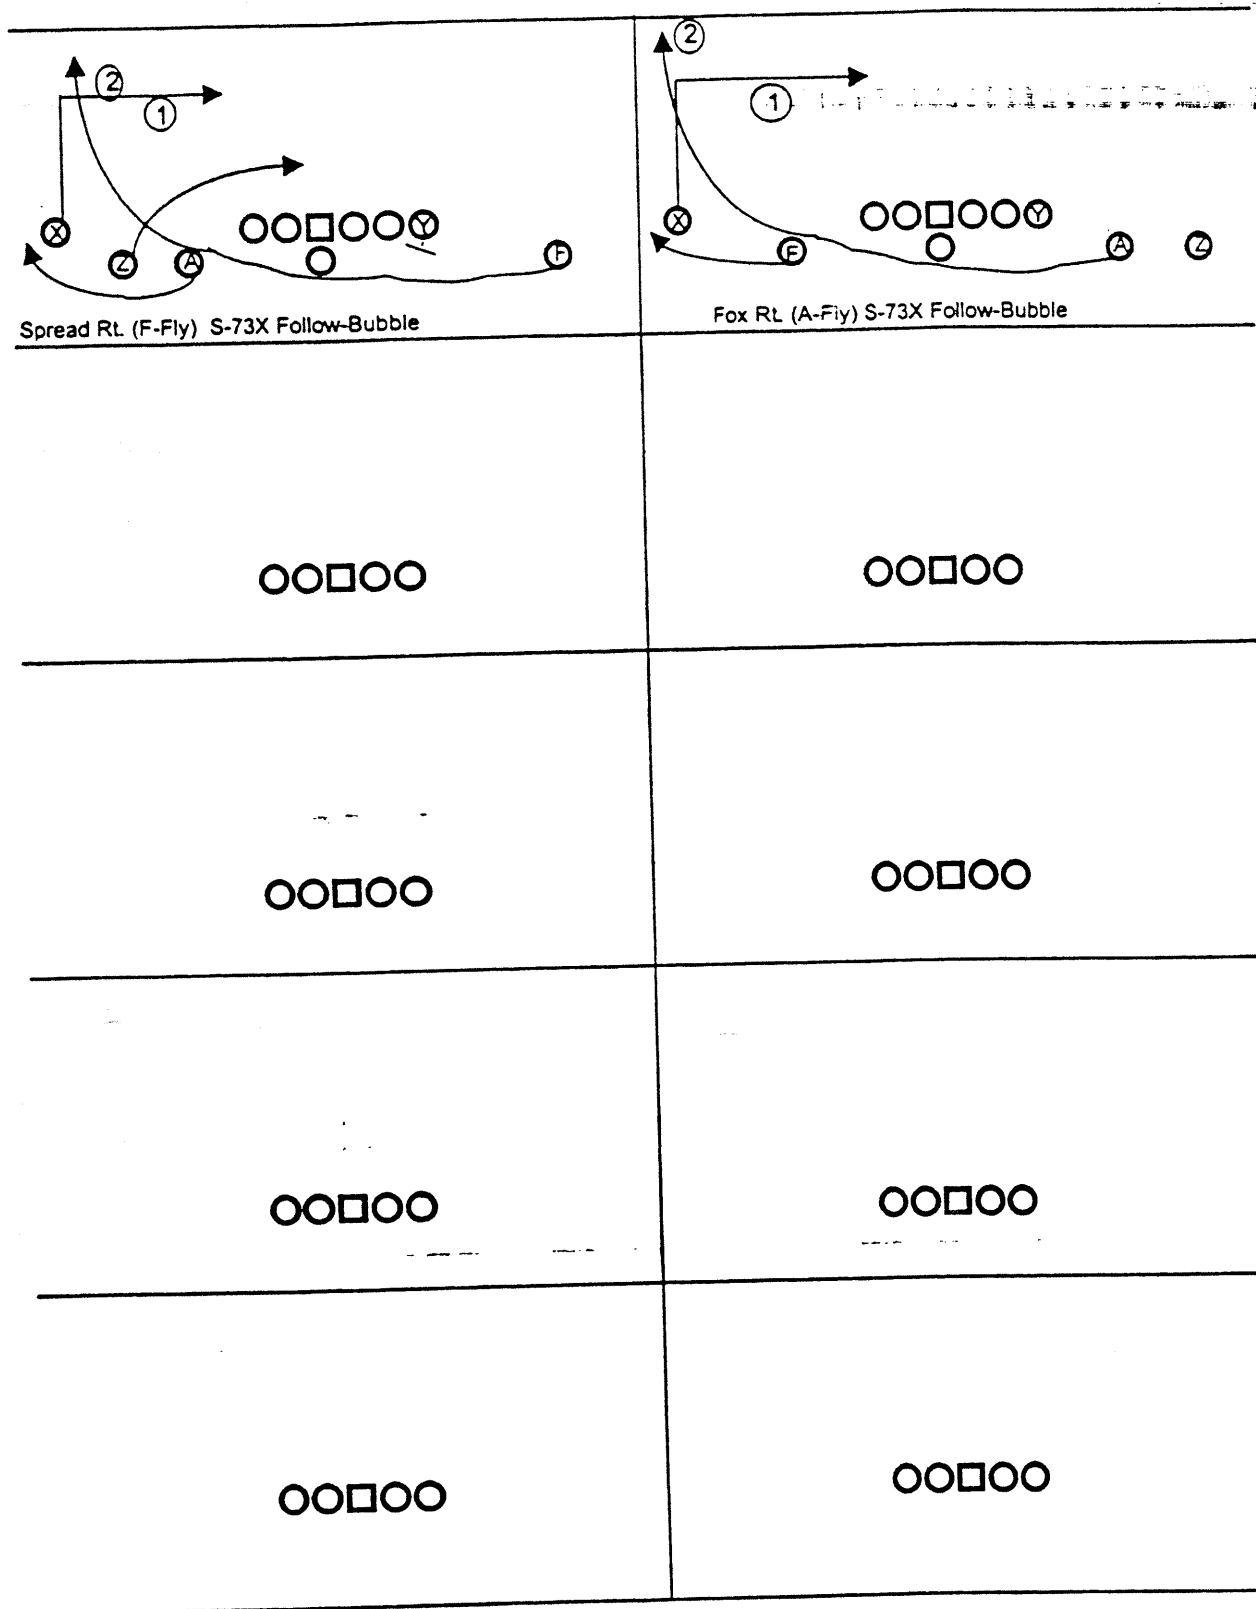 2
1
X
Z
A
Y
F
Spread Rt. (F-Fly) S-73X Follow-Bubble
2
1
X
F
Y
A
Z
Fox Rt. (A-Fly) S-73X Follow-Bubble